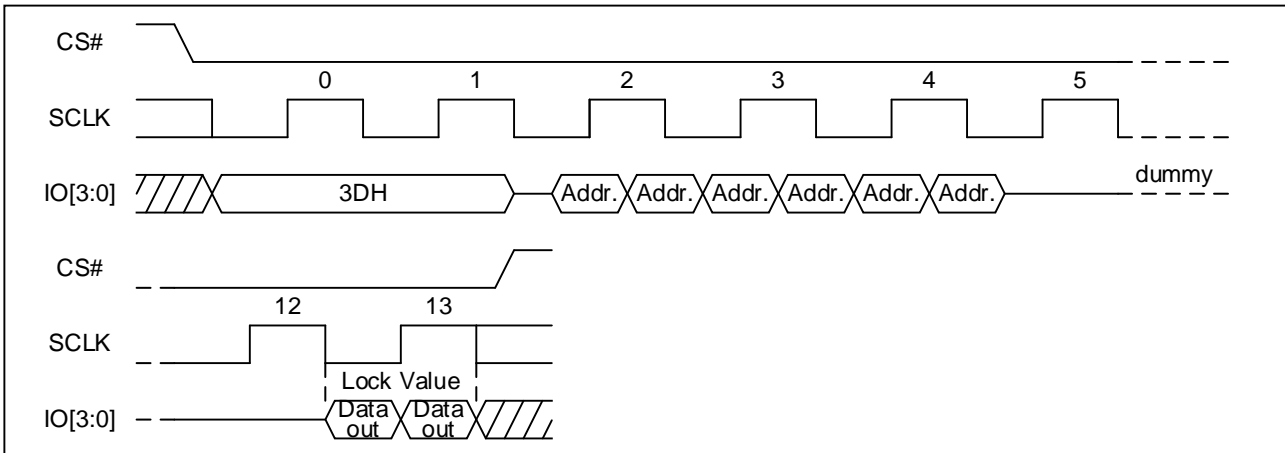 CS#
0 1 2 3 4 5
SCLK
dummy
IO[3:0] 3DH Addr. Addr. Addr. Addr. Addr. Addr.
CS#
12 13
SCLK
Lock Value
IO[3:0] Data out Data out